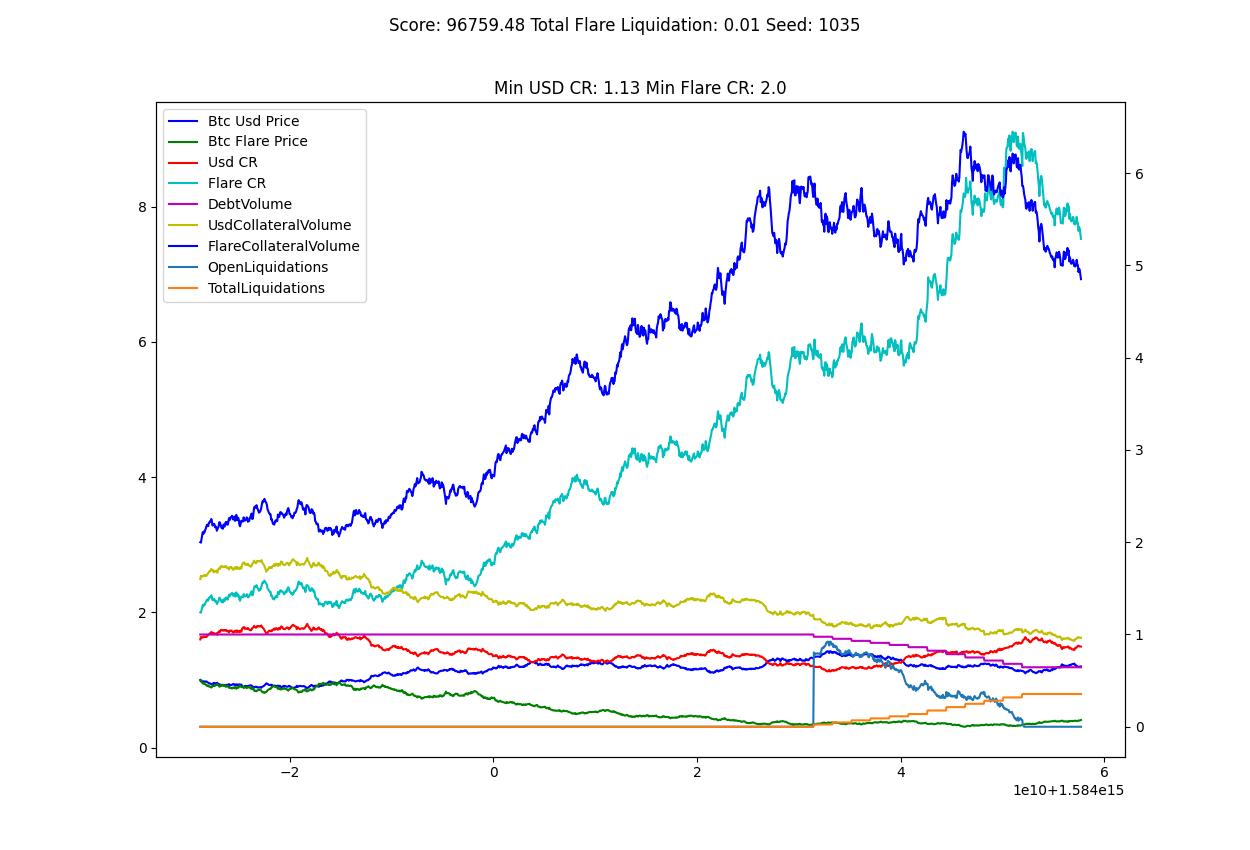 Score: 96759.48 Total Flare Liquidation: 0.01 Seed: 1035
Min USD CR: 1.13 Min Flare CR: 2.0
Btc Usd Price
Btc Flare Price
Usd CR
Flare CR
DebtVolume
UsdCollateralVolume
FlareCollateralVolume
OpenLiquidations
TotalLiquidations
8
6
4
2
0
6
5
4
3
2
1
0
−2 0 2 4 6
1e10+1.584e15